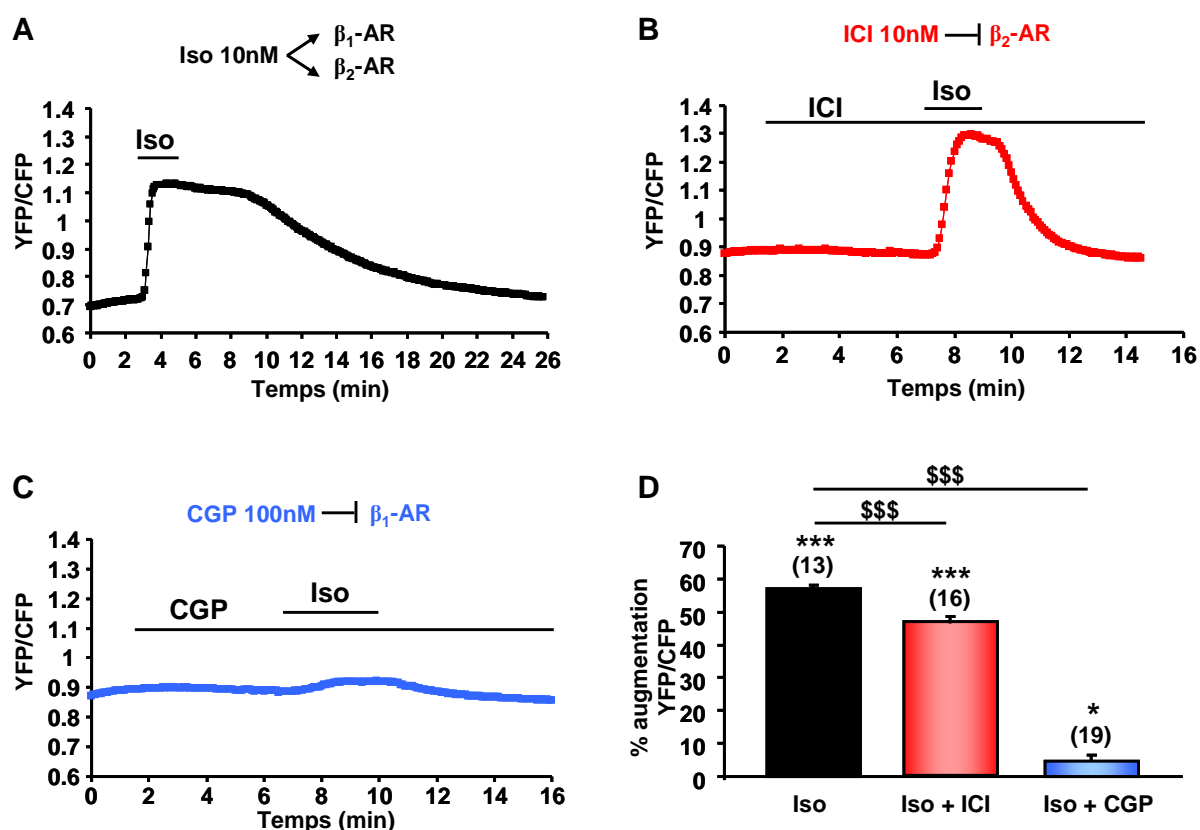 A
Iso 10nM
β1-AR
β2-AR
YFP/CFP
1.4
1.3
1.2
1.1
1
0.9
0.8
0.7
0.6
Iso
0 2 4 6 8 10 12 14 16 18 20 22 24 26
Temps (min)
B
ICI 10nM β2-AR
YFP/CFP
1.4
1.3
1.2
1.1
1
0.9
0.8
0.7
0.6
ICI
Iso
0 2 4 6 8 10 12 14 16
Temps (min)
C
CGP 100nM β1-AR
YFP/CFP
1.4
1.3
1.2
1.1
1
0.9
0.8
0.7
0.6
CGP
Iso
0 2 4 6 8 10 12 14 16
Temps (min)
D
$$$
$$$
% augmentation
YFP/CFP
70
60
50
40
30
20
10
0
***
(13)
***
(16)
*
(19)
Iso Iso + ICI Iso + CGP